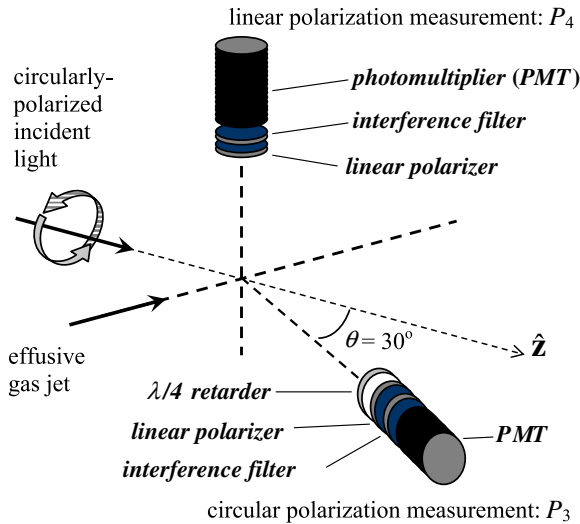 linear polarization measurement: P₄
circularly-
polarized
incident
light
photomultiplier (PMT)
interference filter
linear polarizer
effusive
gas jet
θ = 30°
ẑ
λ/4 retarder
linear polarizer
interference filter
PMT
circular polarization measurement: P₃